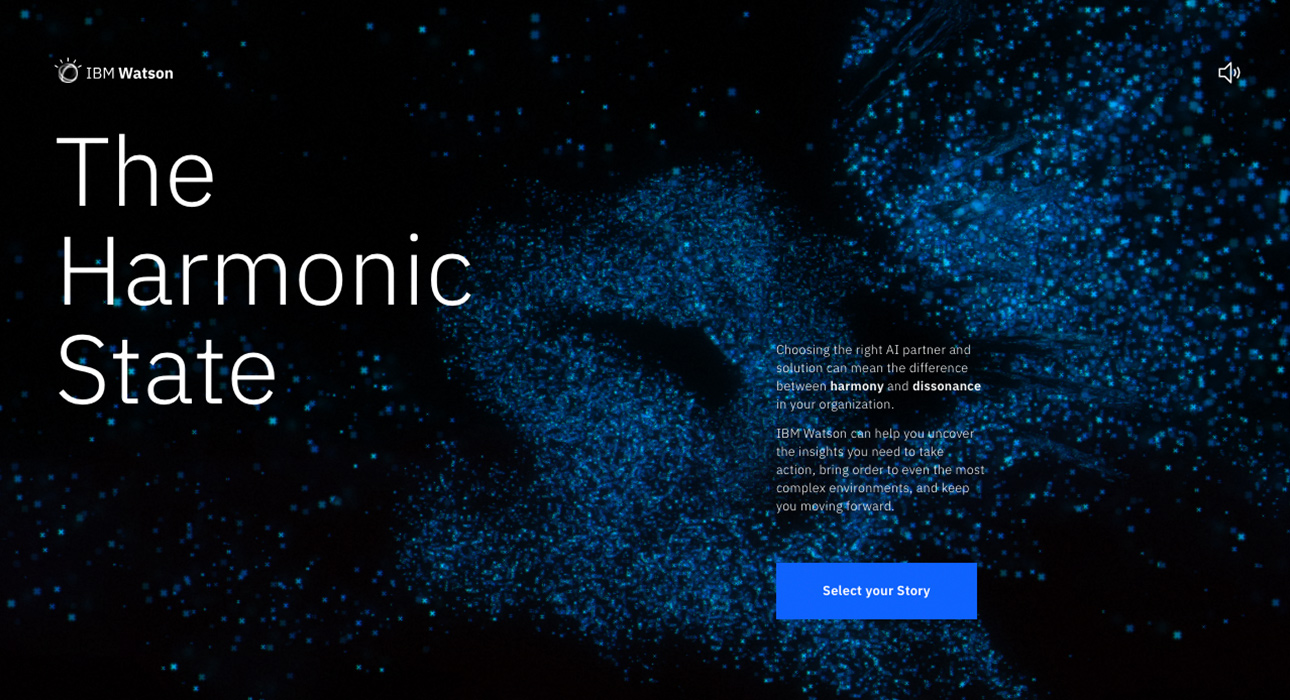 IBM Watson
The
Harmonic
State
Choosing the right AI partner and
solution can mean the difference
between harmony and dissonance
in your organization.
IBM Watson can help you uncover
the insights you need to take
action, bring order to even the most
complex environments, and keep
you moving forward.
Select your Story